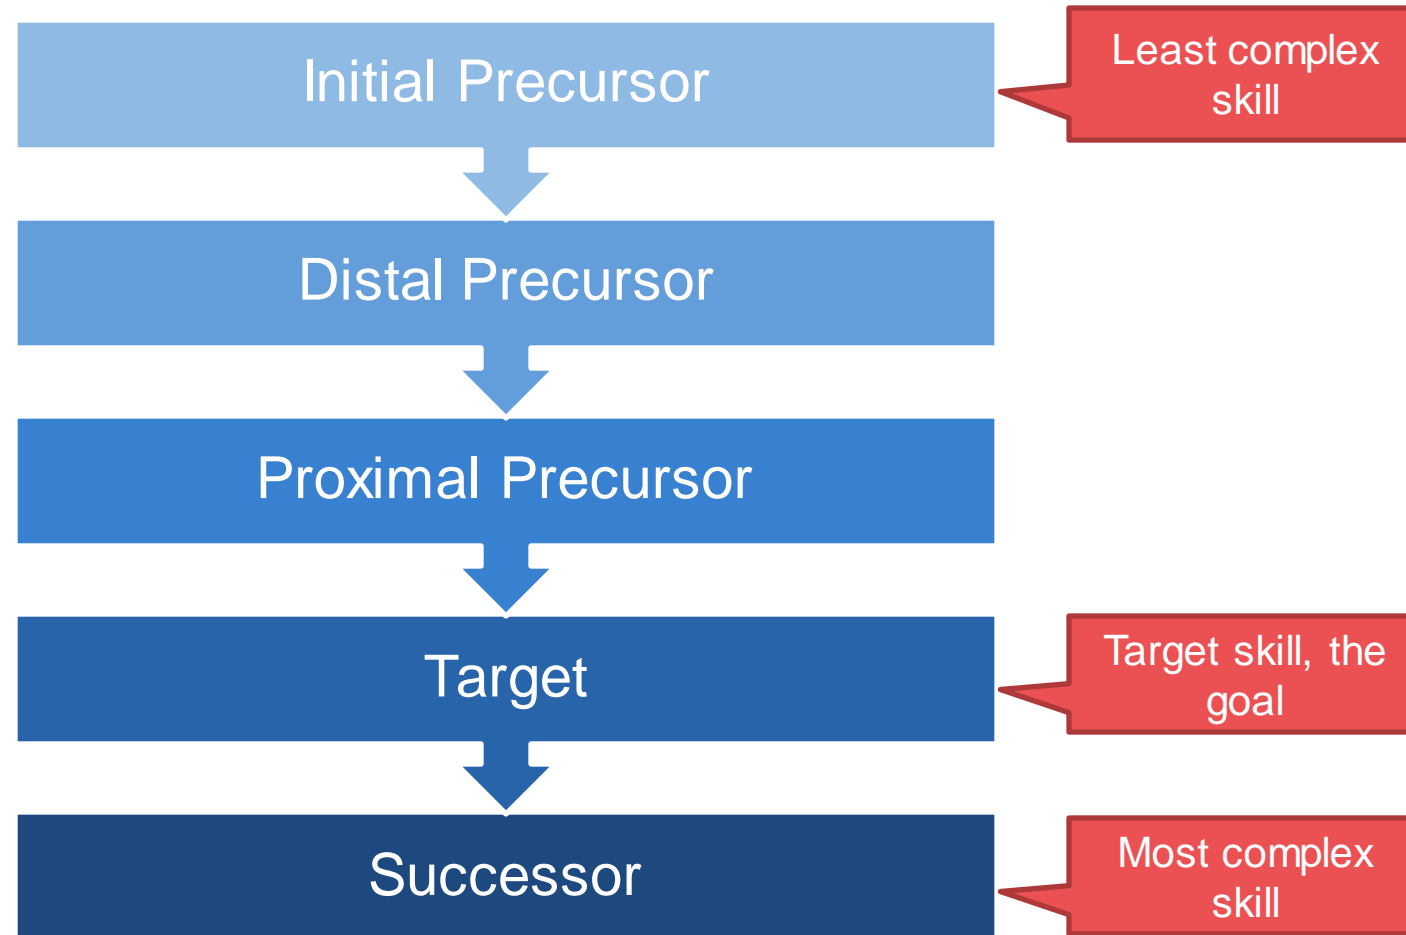 Initial Precursor
Least complex
skill
Distal Precursor
Proximal Precursor
Target
Target skill, the
goal
Successor
Most complex
skill